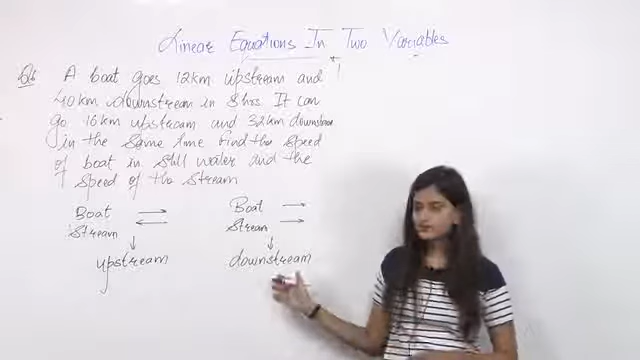 Linear Equations In Two Variables
Q6 A boat goes 12km upstream and
40km downstream in 8hrs. It can
go 16km upstream and 32km downstream
in the same time find the speed
of boat in still water and the
speed of the stream
Boat → Boat →
Stream ← Stream →
↓ ↓
upstream downstream